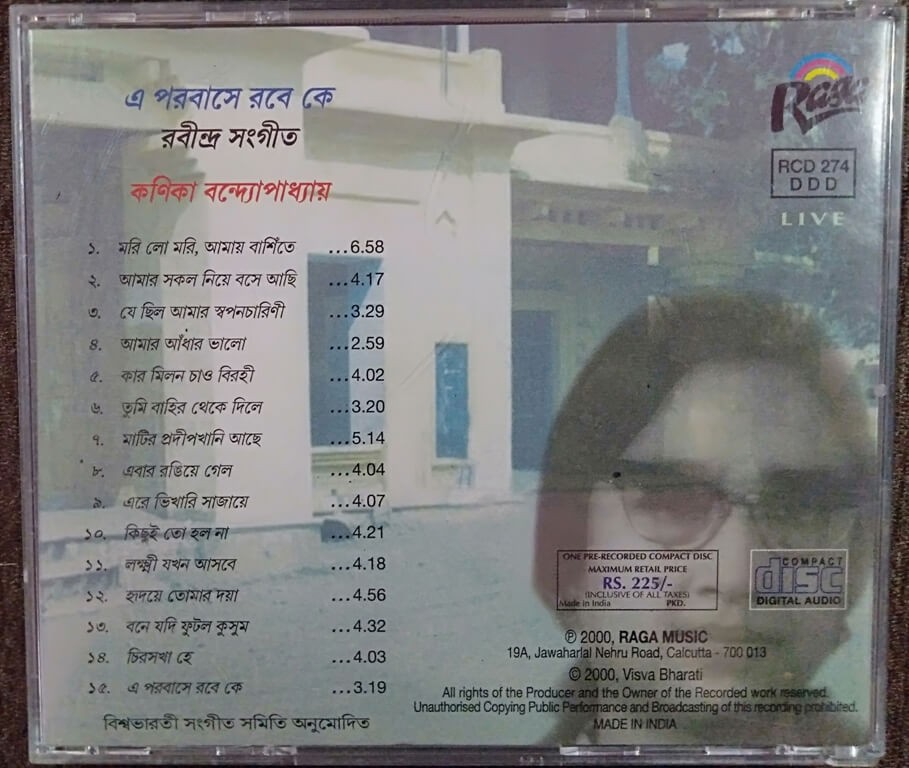 এ পরবাসে রবে কে
রবীন্দ্র সংগীত
কণিকা বন্দ্যোপাধ্যায়
Raga
RCD 274
D D D
LIVE
১. মরি লো মরি, আমায় বাশিঁতে ...6.58
২. আমার সকল নিয়ে বসে আছি ...4.17
৩. যে ছিল আমার স্বপনচারিণী ...3.29
৪. আমার আঁধার ভালো ...2.59
৫. কার মিলন চাও বিরহী ...4.02
৬. তুমি বাহির থেকে দিলে ...3.20
৭. মাটির প্রদীপখানি আছে ...5.14
৮. এবার রঙিয়ে গেল ...4.04
৯. এরে ভিখারি সাজায়ে ...4.07
১০. কিছুই তো হল না ...4.21
১১. লক্ষ্মী যখন আসবে ...4.18
১২. হৃদয়ে তোমার দয়া ...4.56
১৩. বনে যদি ফুটল কুসুম ...4.32
১৪. চিরসখা হে ...4.03
১৫. এ পরবাসে রবে কে ...3.19
বিশ্বভারতী সংগীত সমিতি অনুমোদিত
ONE PRE-RECORDED COMPACT DISC
MAXIMUM RETAIL PRICE
RS. 225/-
(INCLUSIVE OF ALL TAXES)
Made in India PKD.
COMPACT
disc
DIGITAL AUDIO
℗ 2000, RAGA MUSIC
19A, Jawaharlal Nehru Road, Calcutta - 700 013
© 2000, Visva Bharati
All rights of the Producer and the Owner of the Recorded work reserved.
Unauthorised Copying Public Performance and Broadcasting of this recording prohibited.
MADE IN INDIA